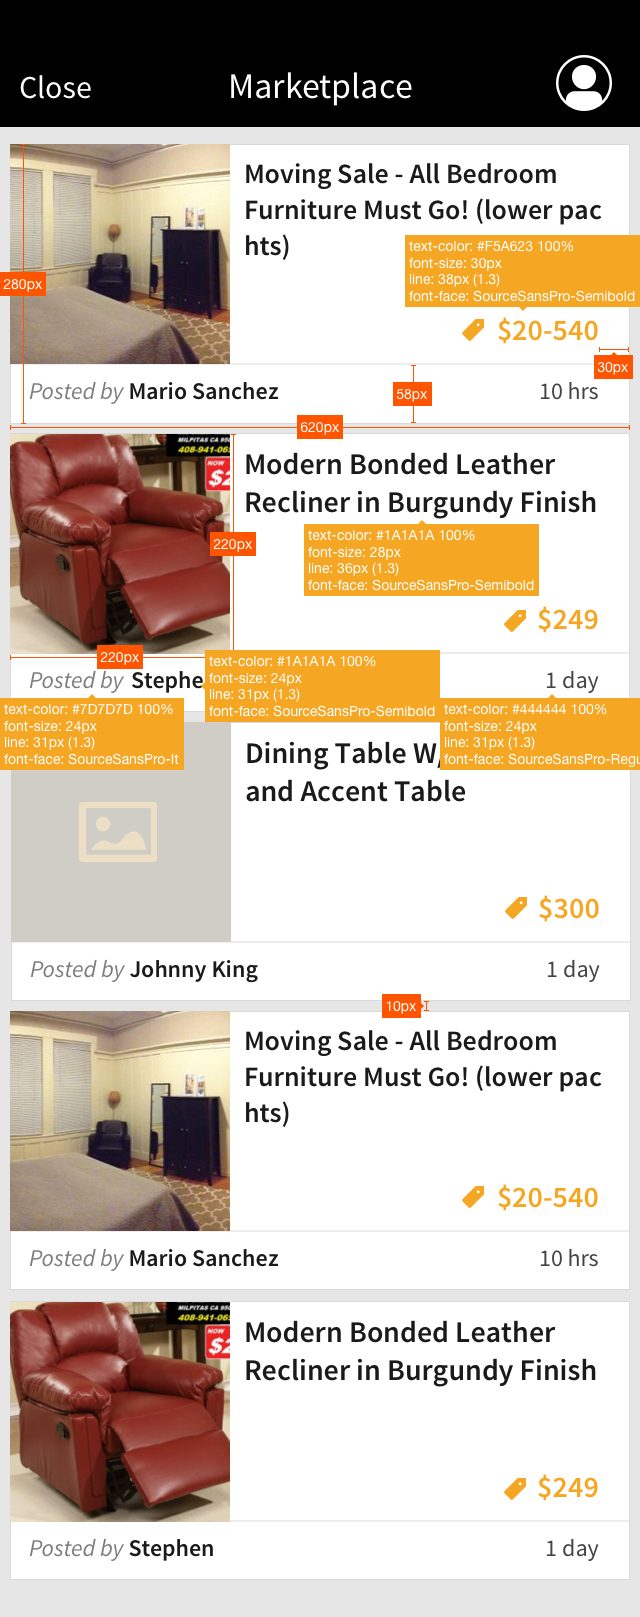 Close
Marketplace
Moving Sale - All Bedroom
Furniture Must Go! (lower pac
hts)
text-color: #F5A623 100%
font-size: 30px
line: 38px (1.3)
font-face: SourceSansPro-Semibold
280px
$20-540
30px
Posted by Mario Sanchez
58px
10 hrs
620px
MILPITAS CA
408-941-06
NOW
$2
Modern Bonded Leather
Recliner in Burgundy Finish
text-color: #1A1A1A 100%
font-size: 28px
line: 36px (1.3)
font-face: SourceSansPro-Semibold
220px
$249
220px
Posted by Stephe
text-color: #1A1A1A 100%
font-size: 24px
line: 31px (1.3)
font-face: SourceSansPro-Semibold
1 day
text-color: #7D7D7D 100%
font-size: 24px
line: 31px (1.3)
font-face: SourceSansPro-It
text-color: #444444 100%
font-size: 24px
line: 31px (1.3)
font-face: SourceSansPro-Regu
Dining Table W
and Accent Table
$300
Posted by Johnny King
1 day
10px
Moving Sale - All Bedroom
Furniture Must Go! (lower pac
hts)
$20-540
Posted by Mario Sanchez
10 hrs
MILPITAS CA
408-941-06
NOW
$2
Modern Bonded Leather
Recliner in Burgundy Finish
$249
Posted by Stephen
1 day